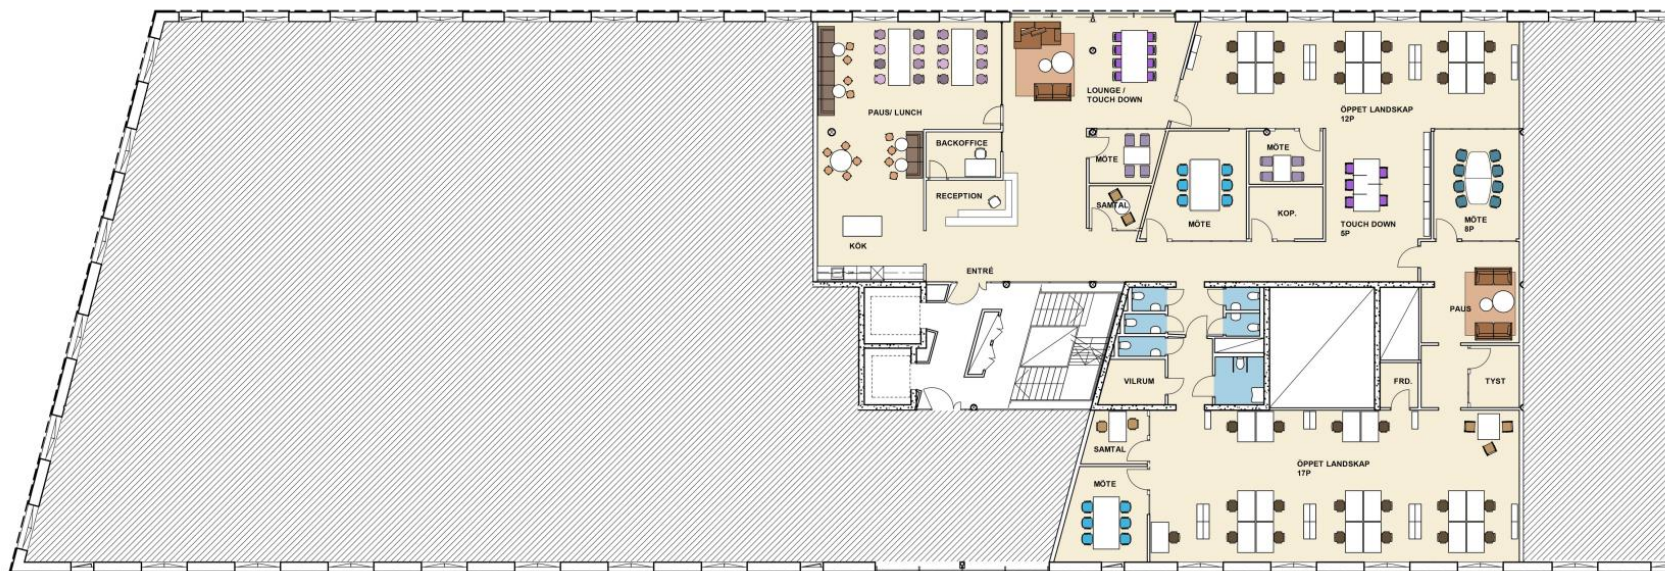 PAUS/ LUNCH
LOUNGE /
TOUCH DOWN
ÖPPET LANDSKAP
12P
BACKOFFICE
MÖTE
MÖTE
RECEPTION
SAMTAL
MÖTE
KOP.
TOUCH DOWN
5P
MÖTE
8P
KÖK
ENTRÉ
PAUS
VILRUM
FRD.
TYST
SAMTAL
ÖPPET LANDSKAP
17P
MÖTE